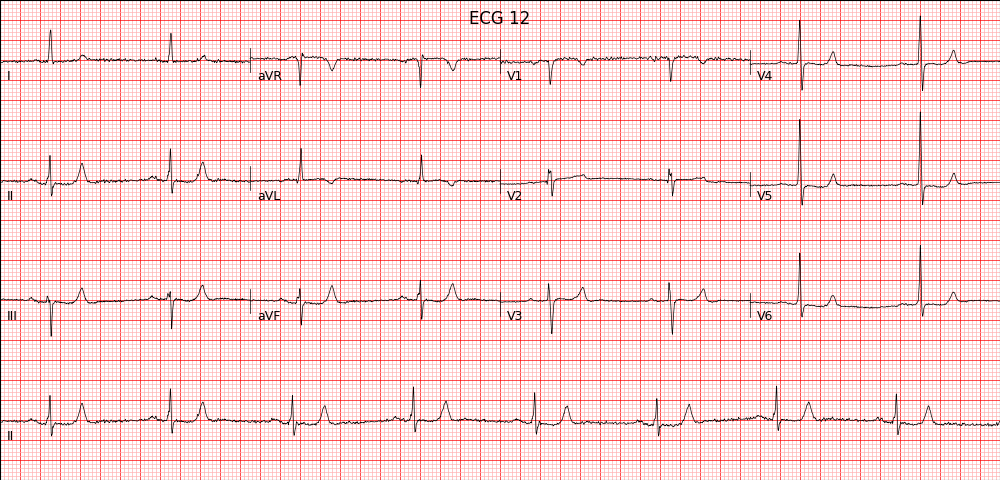 ECG 12
I aVR V1 V4
II aVL V2 V5
III aVF V3 V6
II